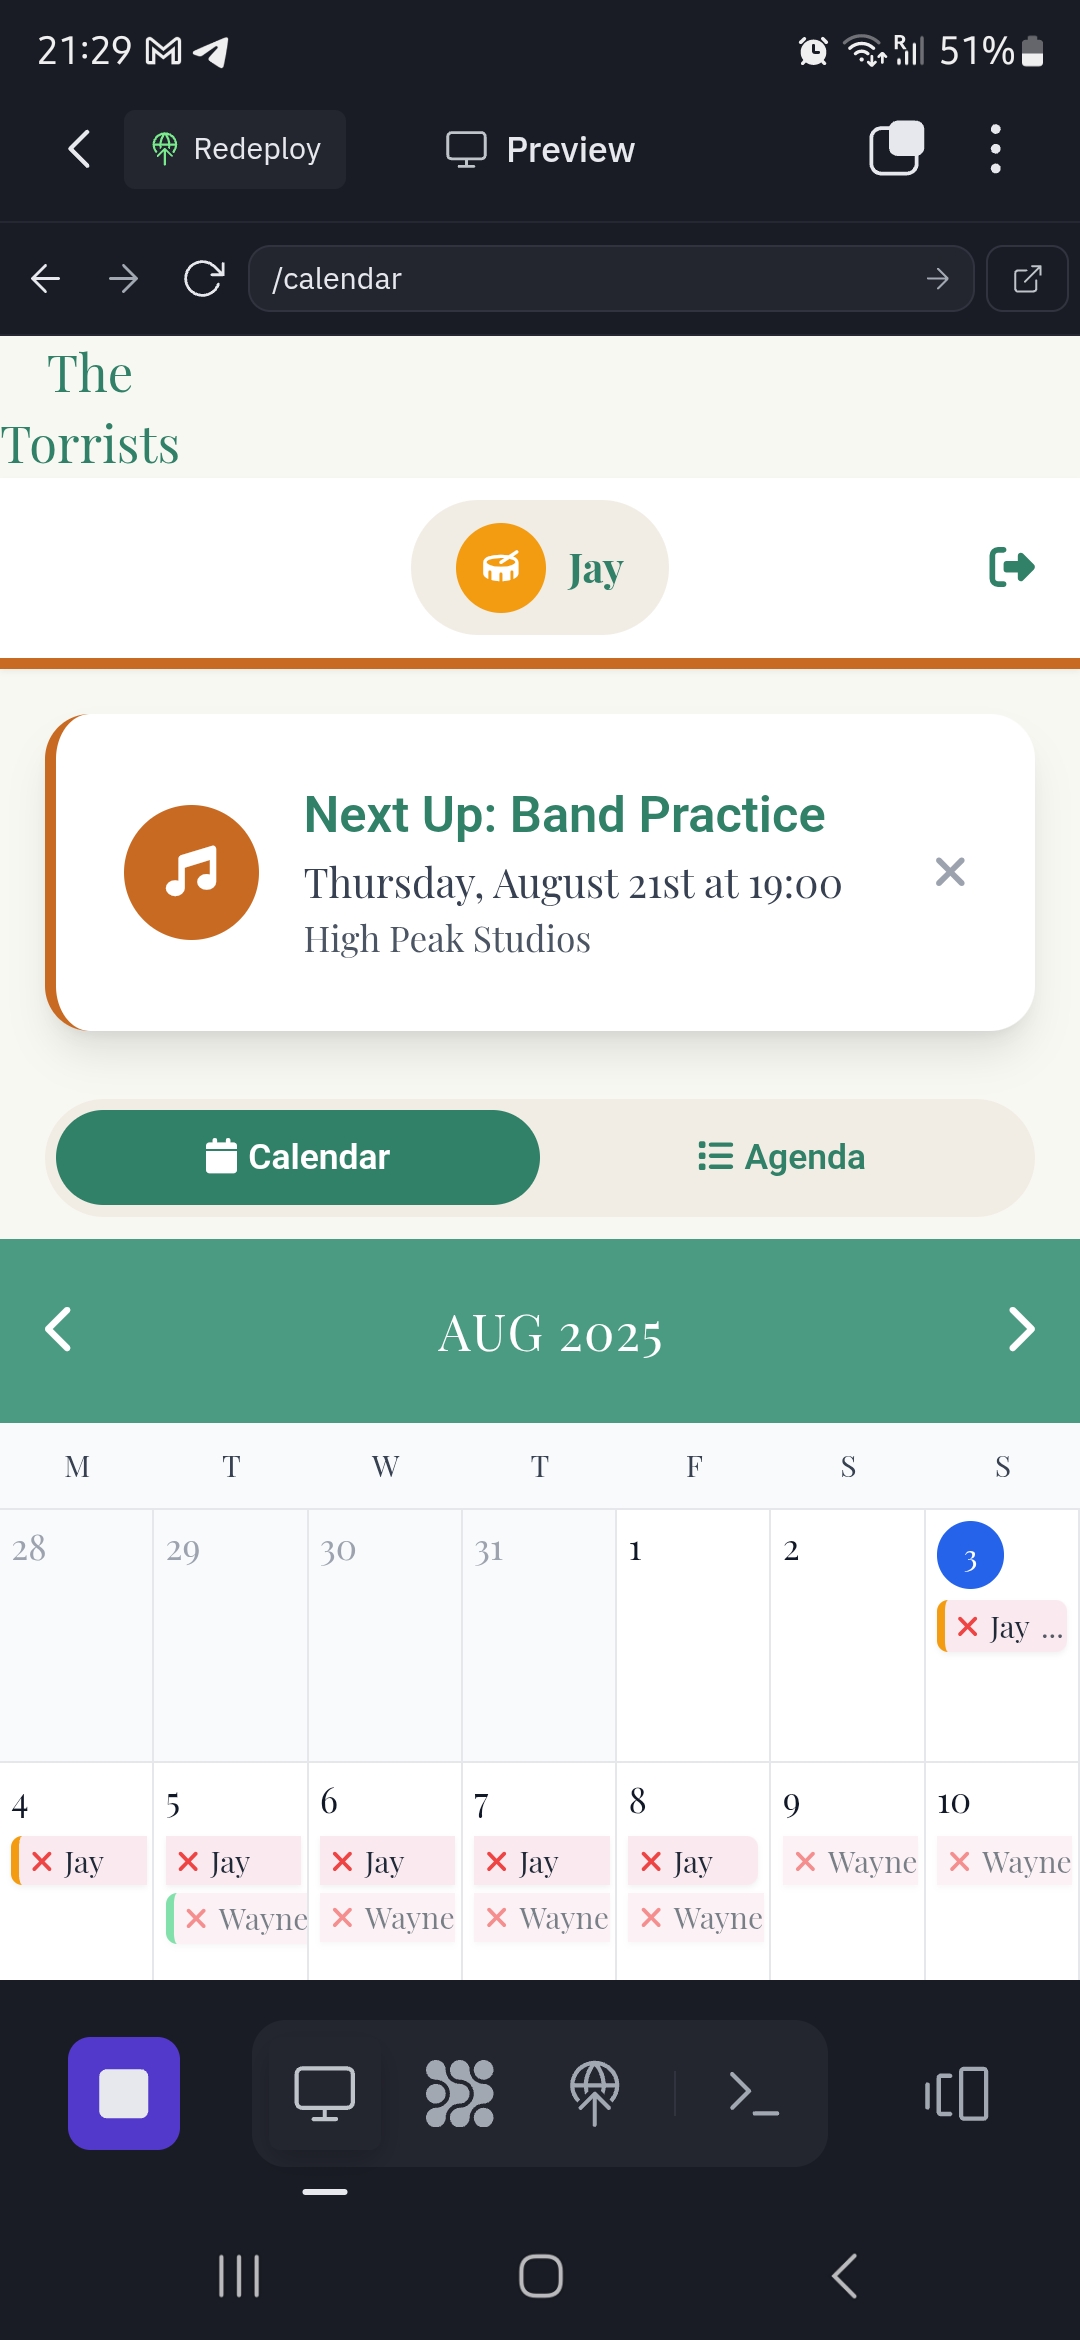 21:29 51%
Redeploy Preview
/calendar
The
Torrists
Jay
Next Up: Band Practice
Thursday, August 21st at 19:00
High Peak Studios
Calendar Agenda
AUG 2025
M T W T F S S
28 29 30 31 1 2 3
Jay ...
4 5 6 7 8 9 10
Jay Jay Jay Jay Jay Wayne Wayne
Wayne Wayne Wayne Wayne